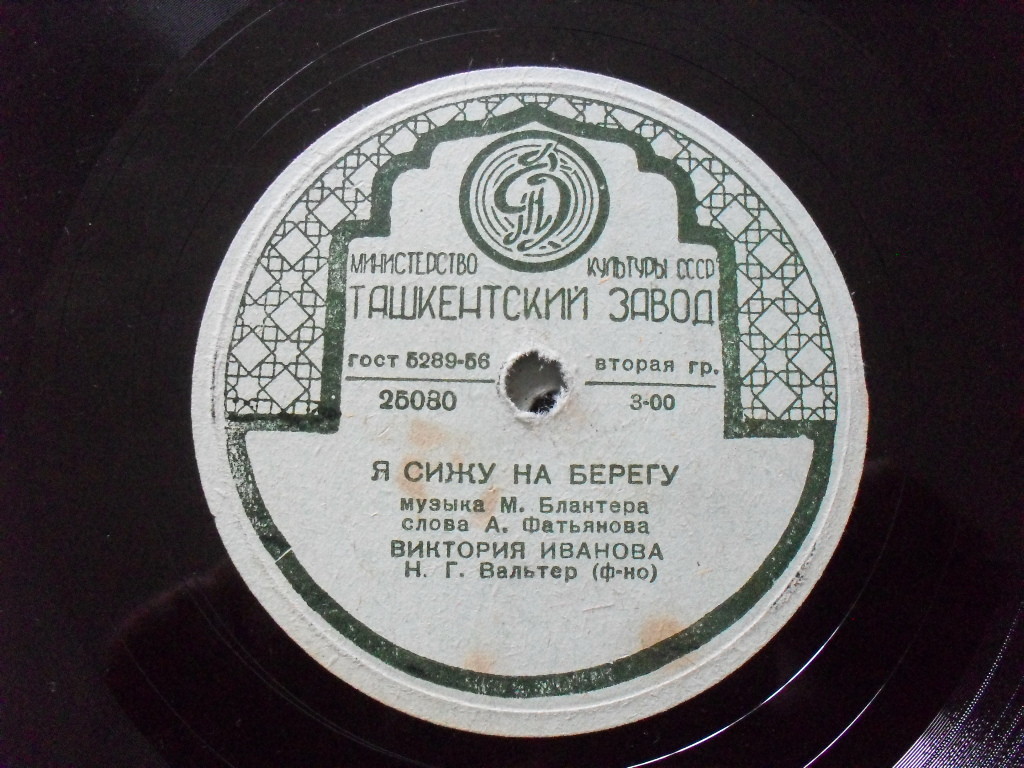 МИНИСТЕРСТВО КУЛЬТУРЫ СССР
ТАШКЕНТСКИЙ ЗАВОД
гост 5289-56 вторая гр.
25080 3-00
Я СИЖУ НА БЕРЕГУ
музыка М. Блантера
слова А. Фатьянова
ВИКТОРИЯ ИВАНОВА
Н. Г. Вальтер (ф-но)